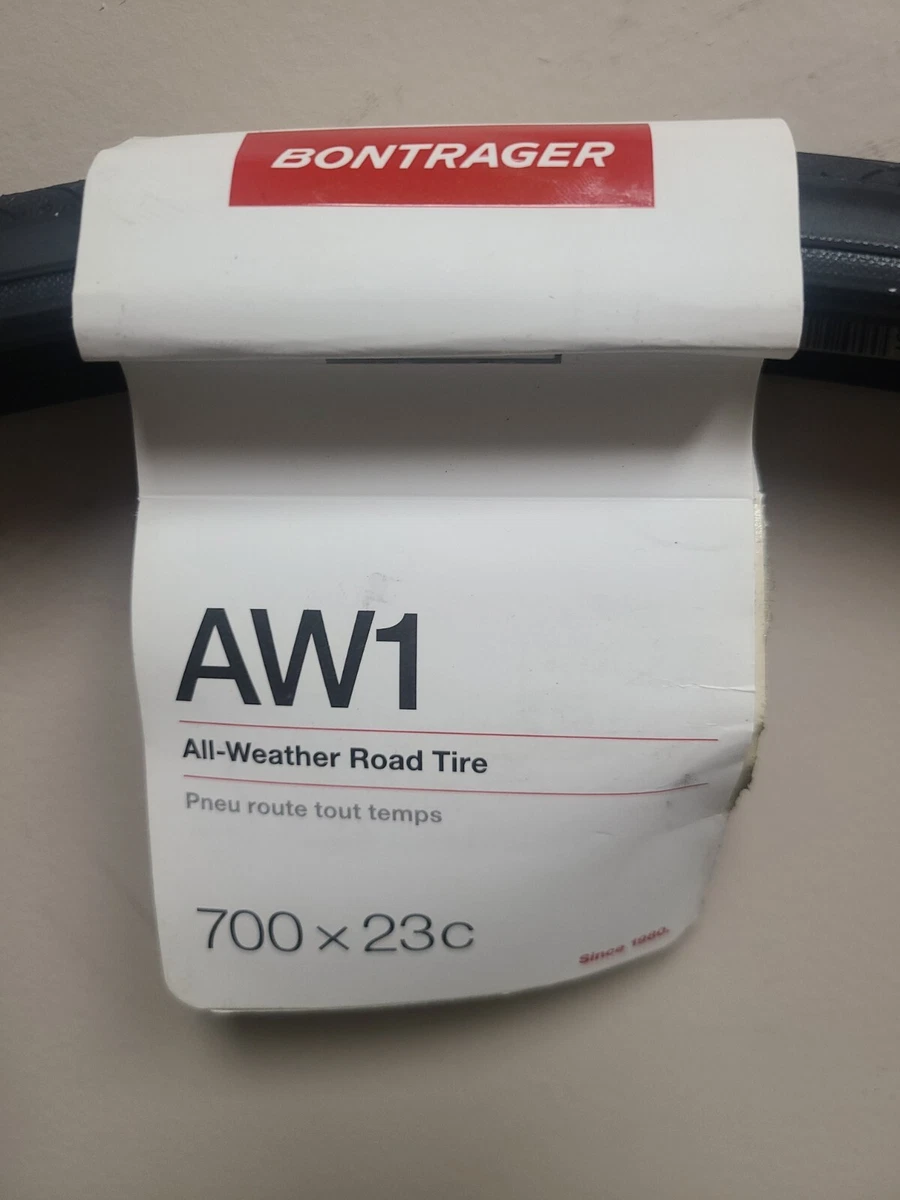 BONTRAGER
AW1
All-Weather Road Tire
Pneu route tout temps
700 x 23c
Since 1980.